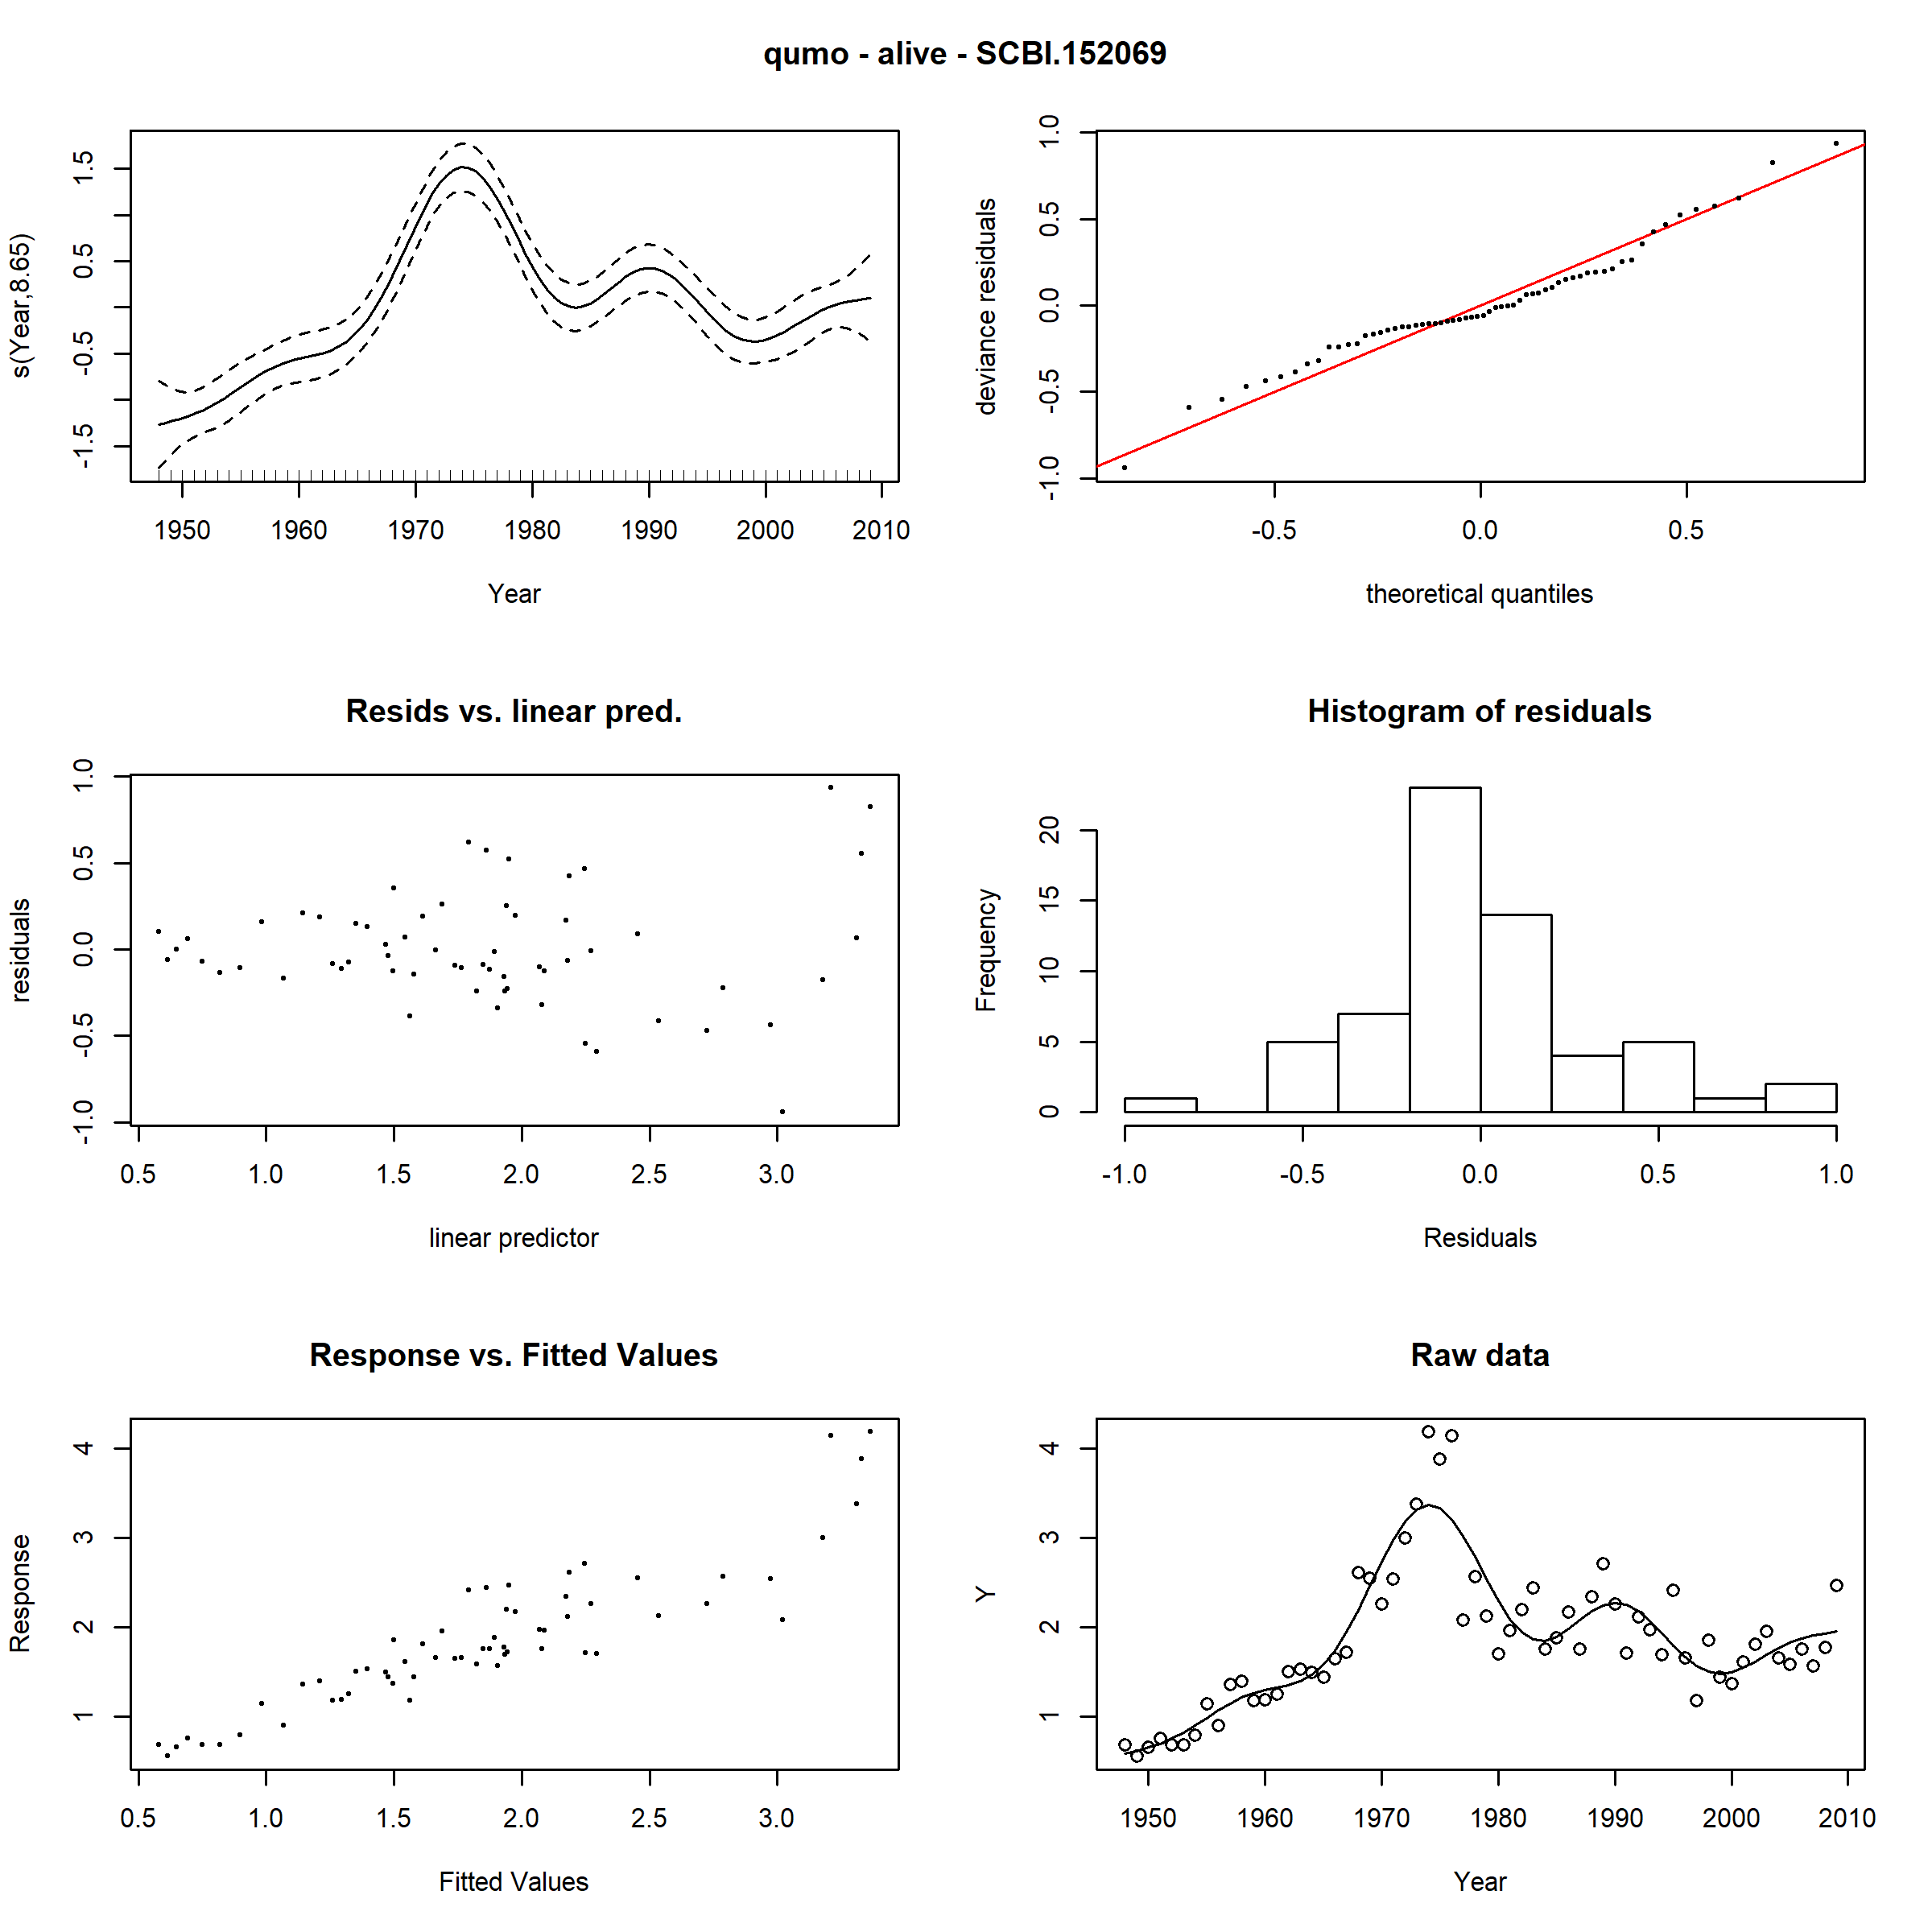 qumo - alive - SCBI.152069
s(Year,8.65)
-1.5 -0.5 0.5 1.5
1950 1960 1970 1980 1990 2000 2010
Year
deviance residuals
-1.0 -0.5 0.0 0.5 1.0
-0.5 0.0 0.5
theoretical quantiles
Resids vs. linear pred.
residuals
-1.0 -0.5 0.0 0.5 1.0
0.5 1.0 1.5 2.0 2.5 3.0
linear predictor
Histogram of residuals
Frequency
0 5 10 15 20
-1.0 -0.5 0.0 0.5 1.0
Residuals
Response vs. Fitted Values
Response
1 2 3 4
0.5 1.0 1.5 2.0 2.5 3.0
Fitted Values
Raw data
Y
1 2 3 4
1950 1960 1970 1980 1990 2000 2010
Year